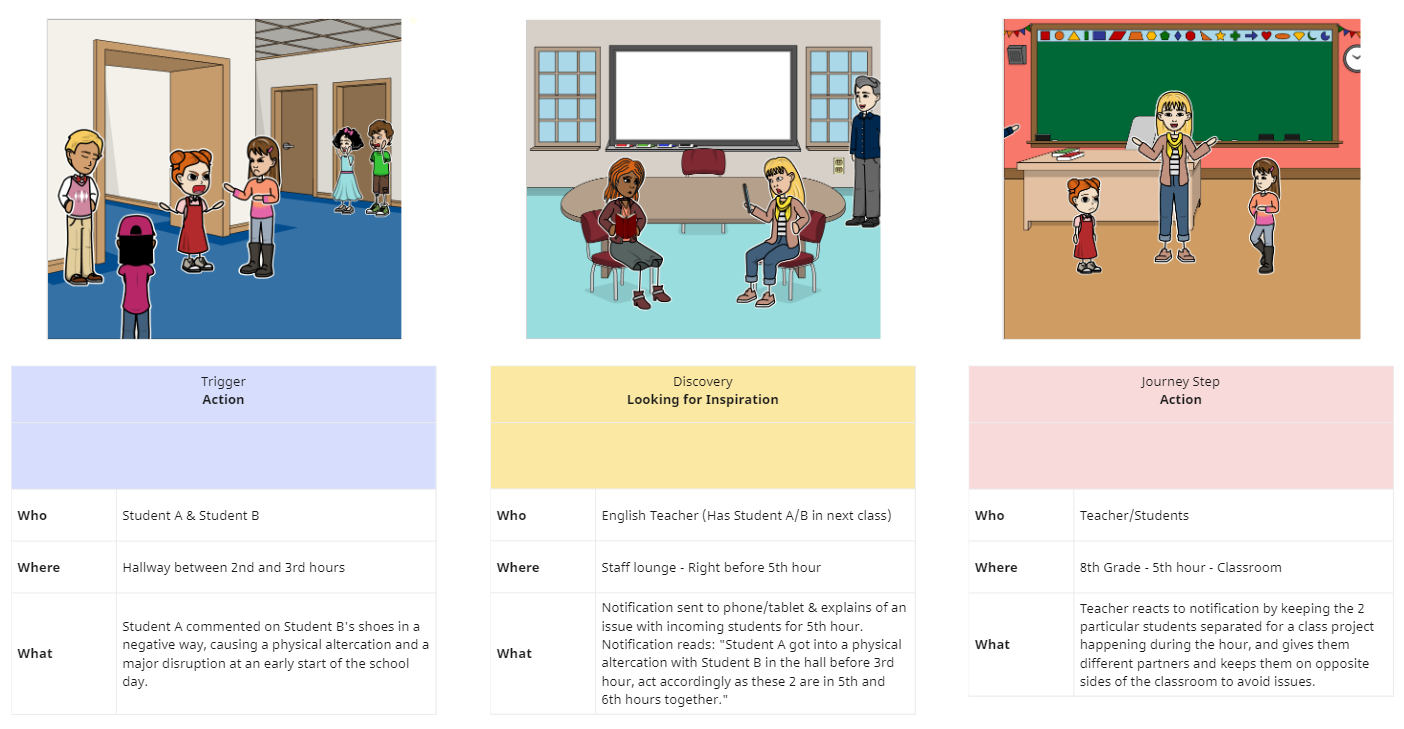 Trigger
Action
Who
Student A & Student B
Where
Hallway between 2nd and 3rd hours
What
Student A commented on Student B's shoes in a
negative way, causing a physical altercation and a
major disruption at an early start of the school
day.
Discovery
Looking for Inspiration
Who
English Teacher (Has Student A/B in next class)
Where
Staff lounge - Right before 5th hour
What
Notification sent to phone/tablet & explains of an
issue with incoming students for 5th hour.
Notification reads: "Student A got into a physical
altercation with Student B in the hall before 3rd
hour, act accordingly as these 2 are in 5th and
6th hours together."
Journey Step
Action
Who
Teacher/Students
Where
8th Grade - 5th hour - Classroom
What
Teacher reacts to notification by keeping the 2
particular students separated for a class project
happening during the hour, and gives them
different partners and keeps them on opposite
sides of the classroom to avoid issues.